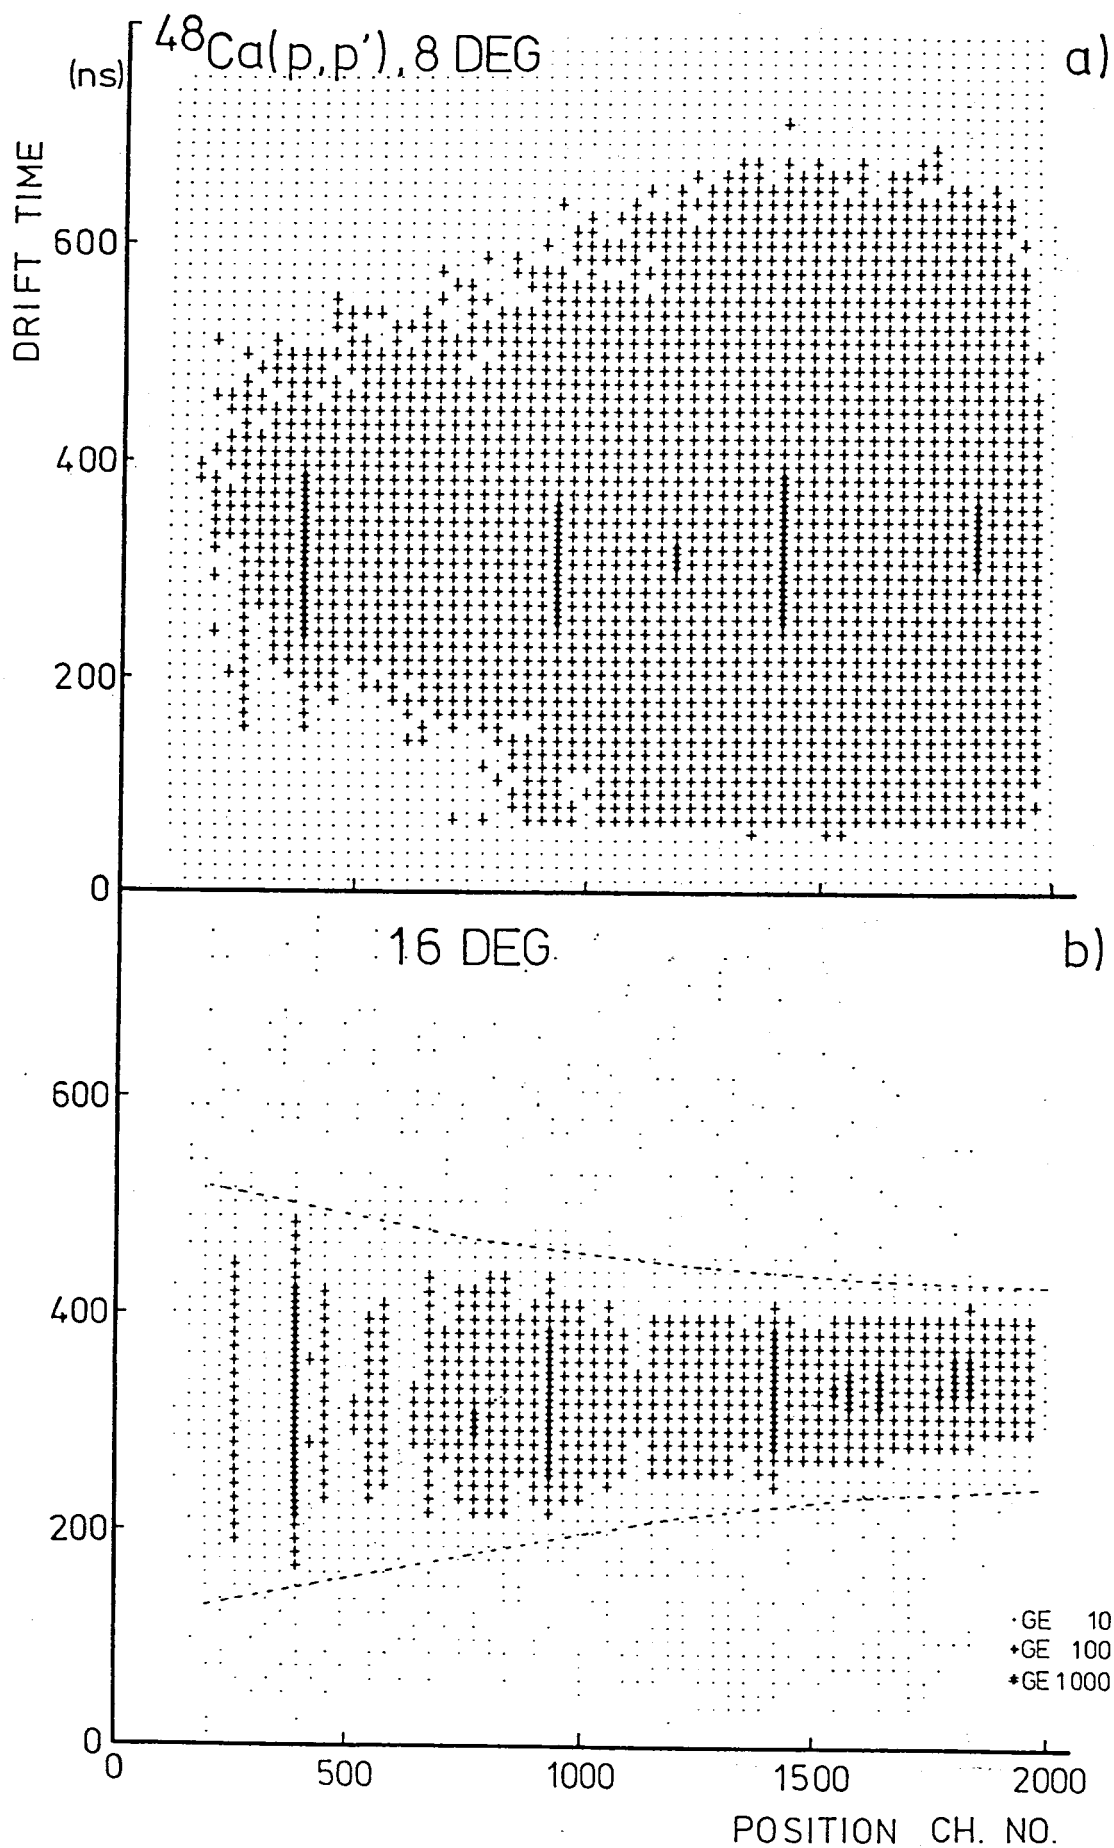 48Ca(p,p'), 8 DEG
a)
(ns)
DRIFT TIME
600
400
200
0
16 DEG
b)
600
400
200
0
· GE 10
+ GE 100
* GE 1000
0 500 1000 1500 2000
POSITION CH. NO.